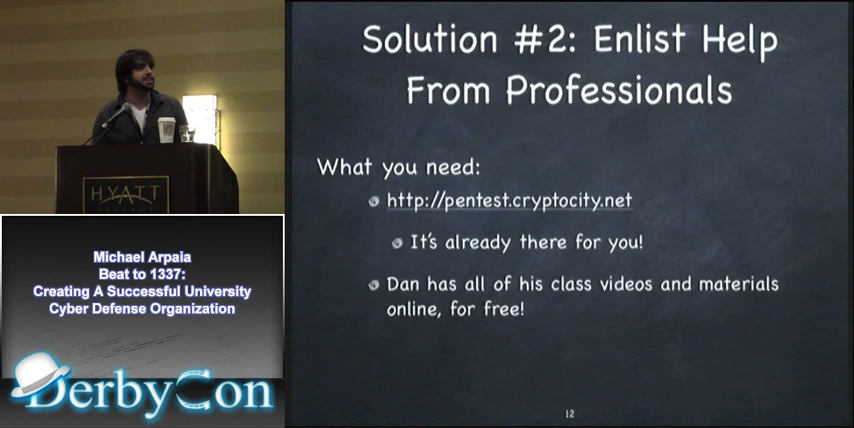 Solution #2: Enlist Help
From Professionals
What you need:
http://pentest.cryptocity.net
It's already there for you!
Dan has all of his class videos and materials
online, for free!
12
HYATT
Michael Arpaia
Beat to 1337:
Creating A Successful University
Cyber Defense Organization
DerbyCon